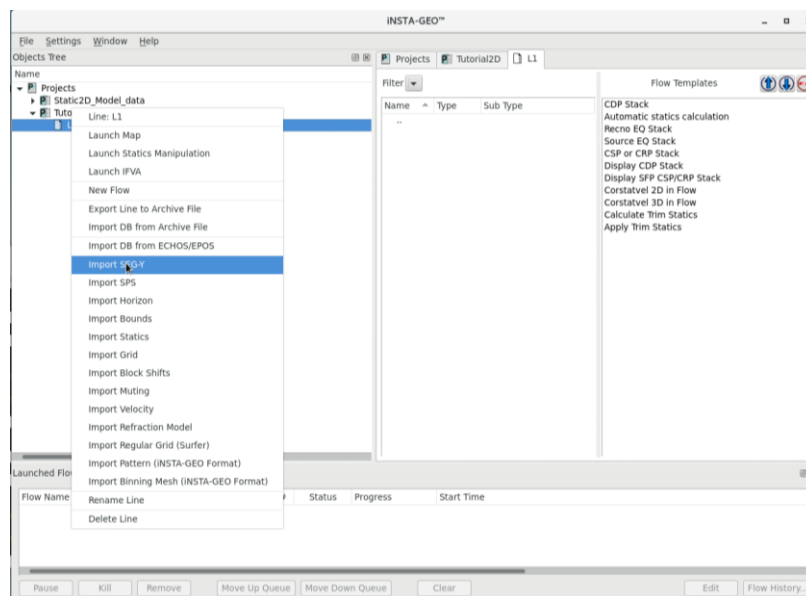 iNSTA-GEO™
File Settings Window Help
Objects Tree
Name
Projects
Static2D_Model_data
Line: L1
Launch Map
Launch Statics Manipulation
Launch IFVA
New Flow
Export Line to Archive File
Import DB from Archive File
Import DB from ECHOS/EPOS
Import SEG-Y
Import SPS
Import Horizon
Import Bounds
Import Statics
Import Grid
Import Block Shifts
Import Muting
Import Velocity
Import Refraction Model
Import Regular Grid (Surfer)
Import Pattern (iNSTA-GEO Format)
Import Binning Mesh (iNSTA-GEO Format)
Rename Line
Delete Line
Projects Tutorial2D L1
Filter
Name Type Sub Type
..
Flow Templates
CDP Stack
Automatic statics calculation
Recno EQ Stack
Source EQ Stack
CSP or CRP Stack
Display CDP Stack
Display SFP CSP/CRP Stack
Corstatvel 2D in Flow
Corstatvel 3D in Flow
Calculate Trim Statics
Apply Trim Statics
Launched Flo
Flow Name Status Progress Start Time
Pause Kill Remove Move Up Queue Move Down Queue Clear Edit Flow History...